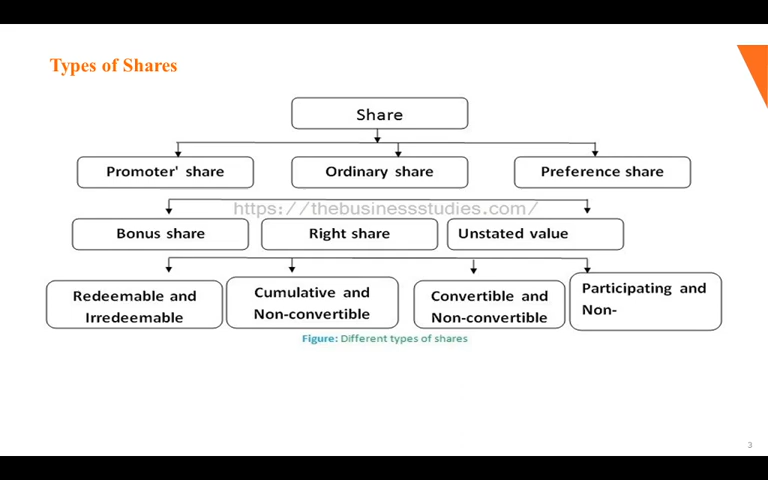 Types of Shares
Share
Promoter' share
Ordinary share
Preference share
https://thebusinessstudies.com/
Bonus share
Right share
Unstated value
Redeemable and
Irredeemable
Cumulative and
Non-convertible
Convertible and
Non-convertible
Participating and
Non-
Figure: Different types of shares
3